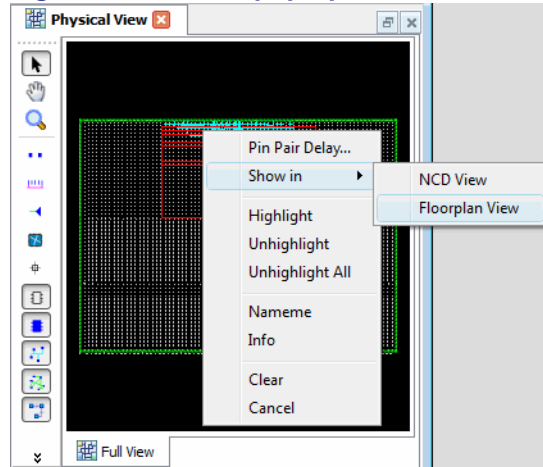 Physical View
Pin Pair Delay...
Show in
NCD View
Floorplan View
Highlight
Unhighlight
Unhighlight All
Nameme
Info
Clear
Cancel
Full View